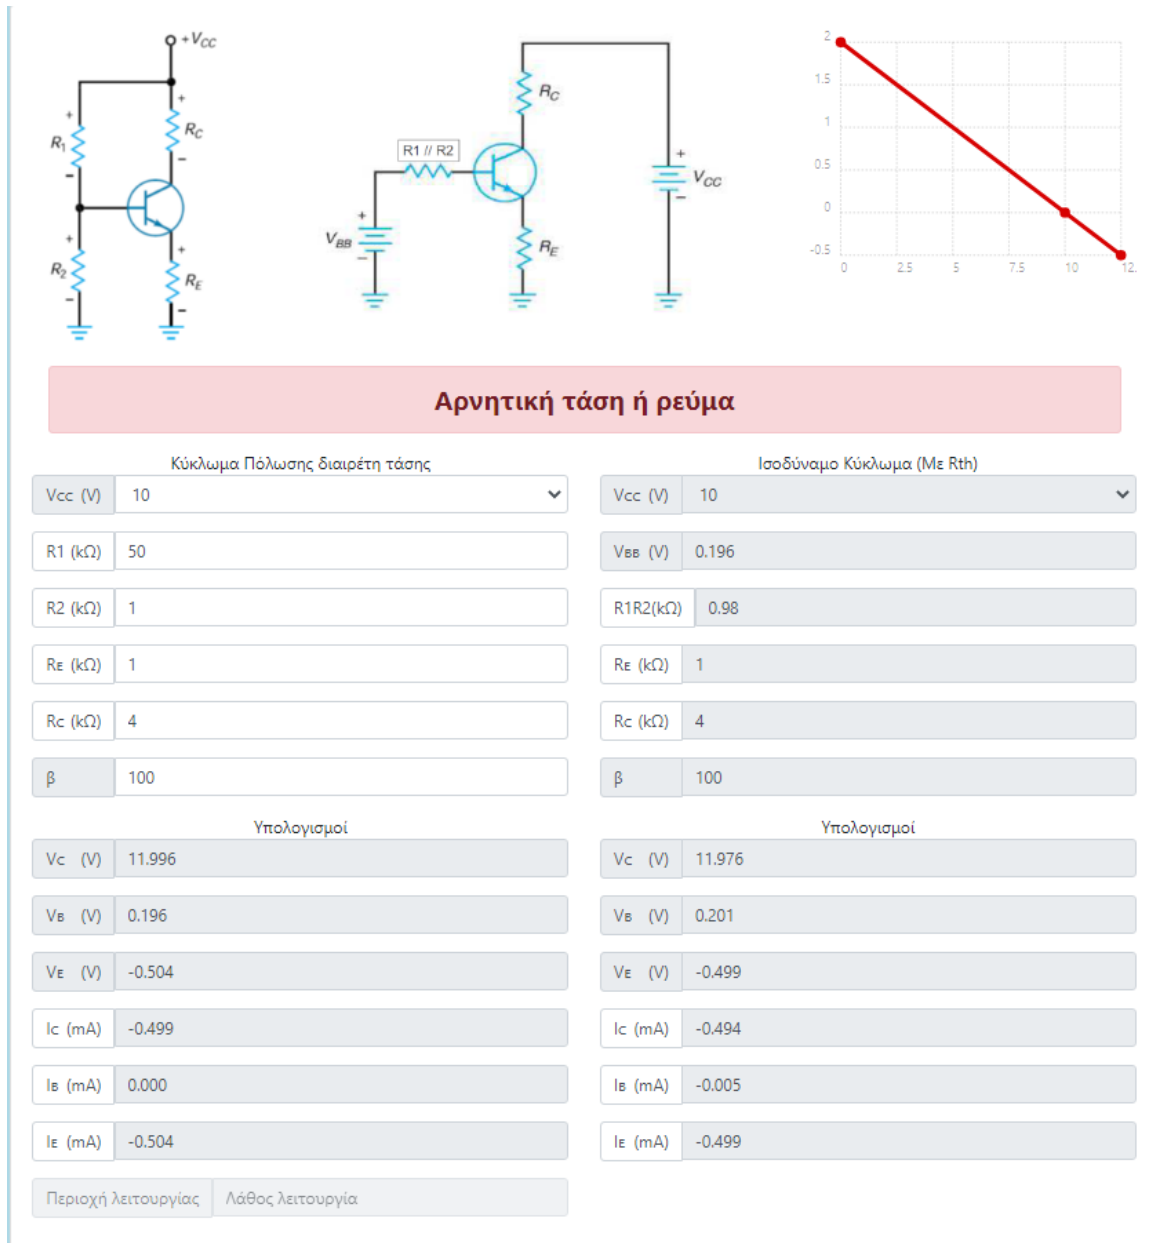 +VCC
R1
RC
R2
RE
+
-
R1 // R2
VBB
RC
RE
VCC
2
1.5
1
0.5
0
-0.5
0 2.5 5 7.5 10 12.
Αρνητική τάση ή ρεύμα
Κύκλωμα Πόλωσης διαιρέτη τάσης
Vcc (V) 10
R1 (kΩ) 50
R2 (kΩ) 1
RE (kΩ) 1
Rc (kΩ) 4
β 100
Υπολογισμοί
Vc (V) 11.996
VB (V) 0.196
VE (V) -0.504
Ic (mA) -0.499
IB (mA) 0.000
IE (mA) -0.504
Περιοχή λειτουργίας Λάθος λειτουργία
Ισοδύναμο Κύκλωμα (Με Rth)
Vcc (V) 10
VBB (V) 0.196
R1R2(kΩ) 0.98
RE (kΩ) 1
Rc (kΩ) 4
β 100
Υπολογισμοί
Vc (V) 11.976
VB (V) 0.201
VE (V) -0.499
Ic (mA) -0.494
IB (mA) -0.005
IE (mA) -0.499